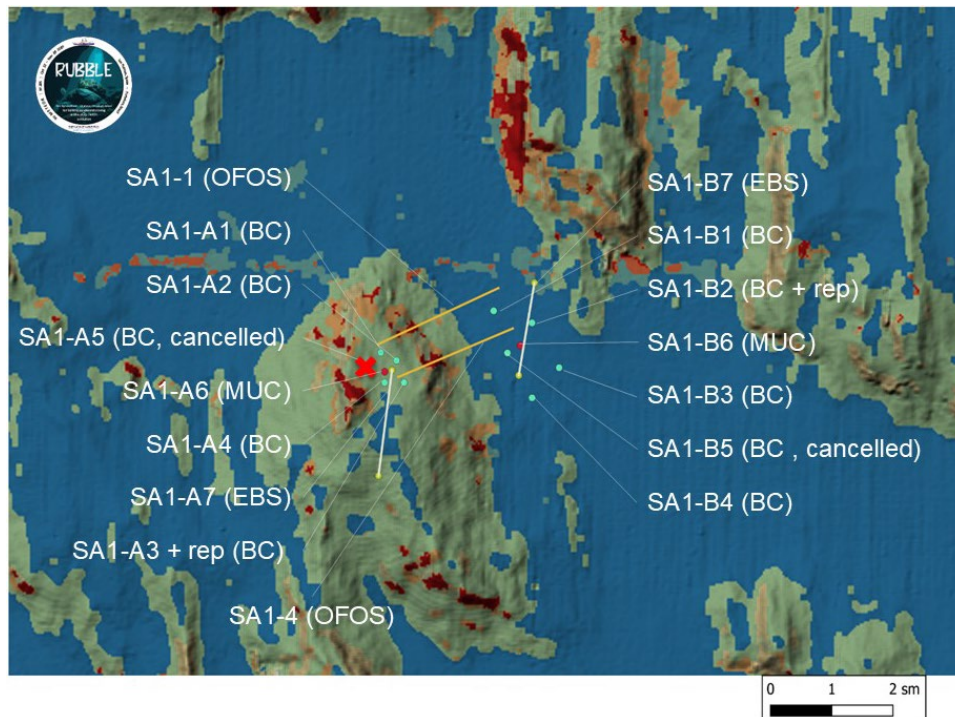 RUBBLE
SA1-1 (OFOS)
SA1-A1 (BC)
SA1-A2 (BC)
SA1-A5 (BC, cancelled)
SA1-A6 (MUC)
SA1-A4 (BC)
SA1-A7 (EBS)
SA1-A3 + rep (BC)
SA1-4 (OFOS)
SA1-B7 (EBS)
SA1-B1 (BC)
SA1-B2 (BC + rep)
SA1-B6 (MUC)
SA1-B3 (BC)
SA1-B5 (BC , cancelled)
SA1-B4 (BC)
0 1 2 sm